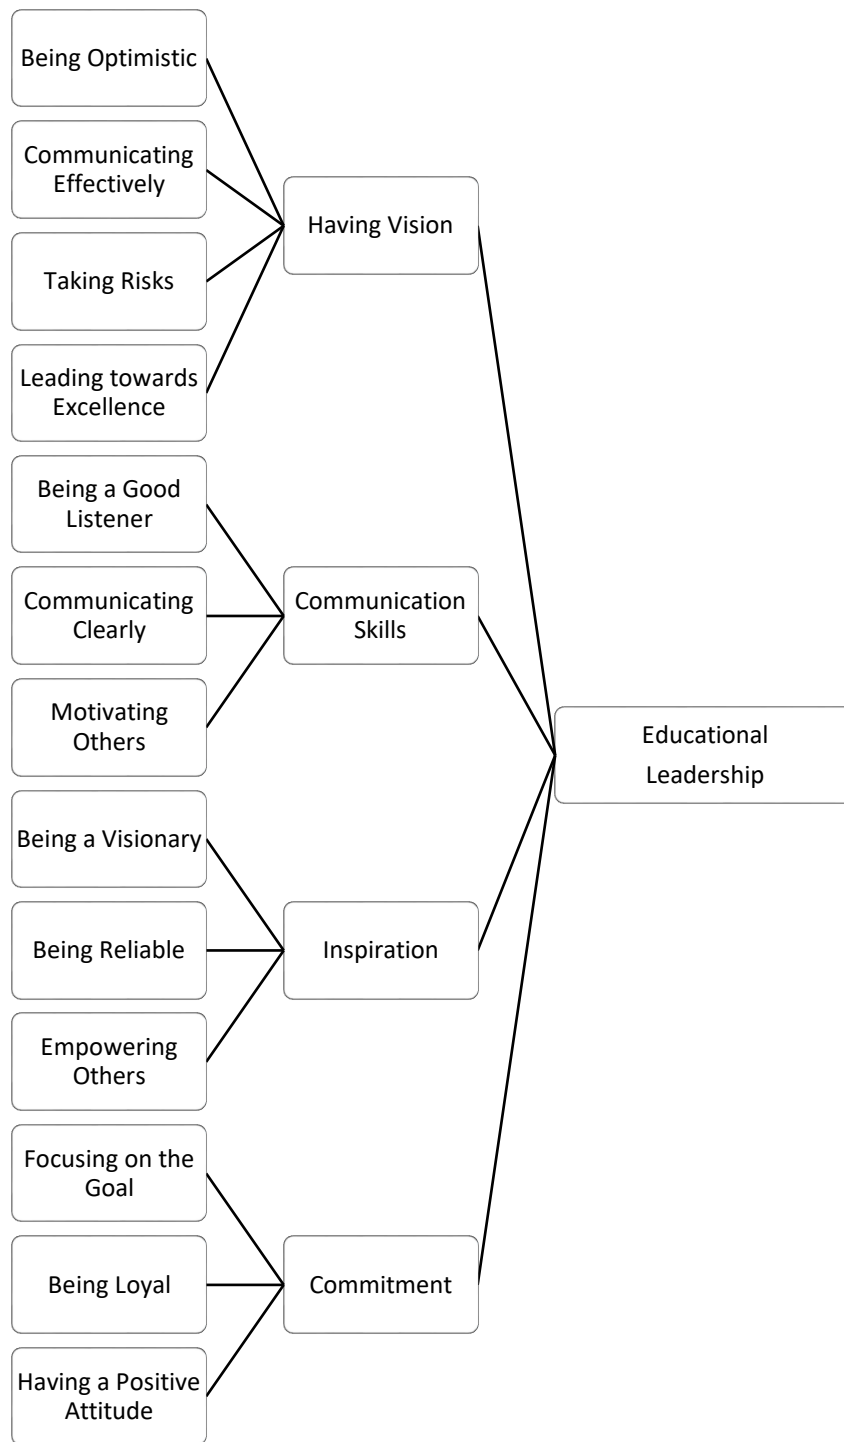 Being Optimistic
Communicating
Effectively
Having Vision
Taking Risks
Leading towards
Excellence
Being a Good
Listener
Communicating
Clearly
Communication
Skills
Motivating
Others
Educational
Leadership
Being a Visionary
Being Reliable
Inspiration
Empowering
Others
Focusing on the
Goal
Being Loyal
Commitment
Having a Positive
Attitude